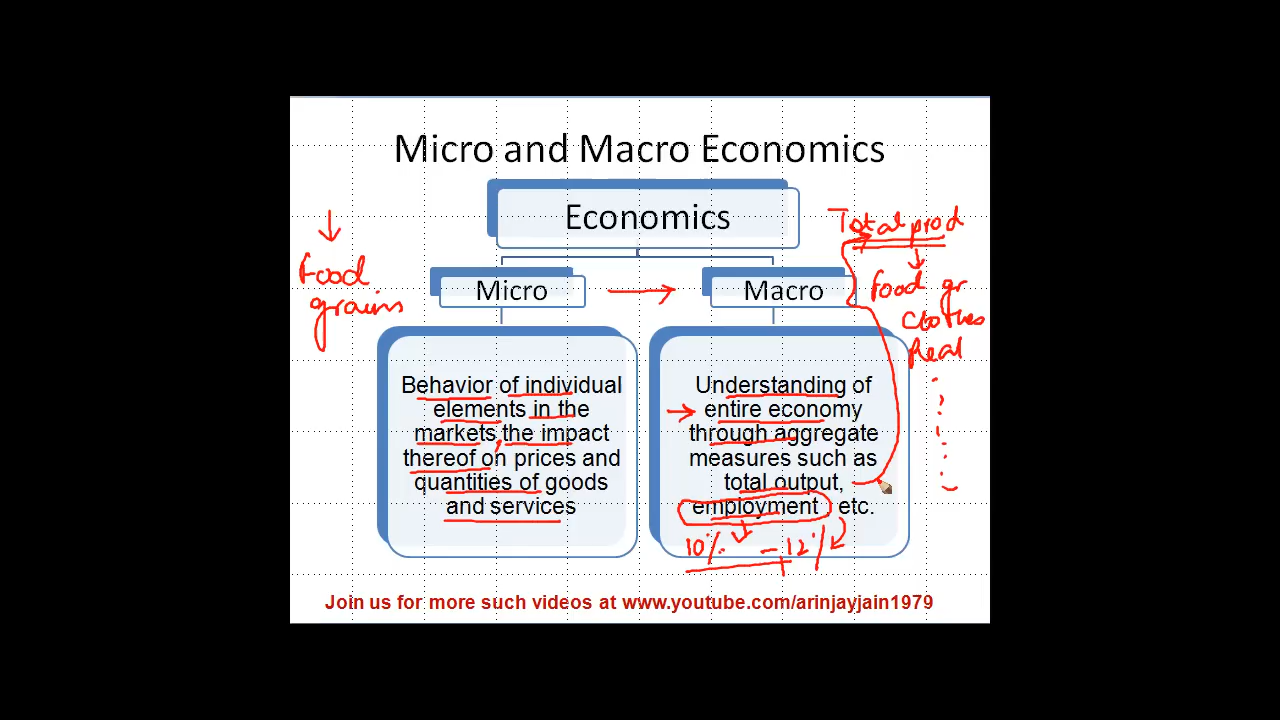 Micro and Macro Economics
Economics
Total prod
Food
grains
Micro
Macro
Food gr
Clothes
Real
Behavior of individual
elements in the
markets, the impact
thereof on prices and
quantities of goods
and services
Understanding of
entire economy
through aggregate
measures such as
total output,
employment, etc.
10% - 12%
Join us for more such videos at www.youtube.com/arinjayjain1979